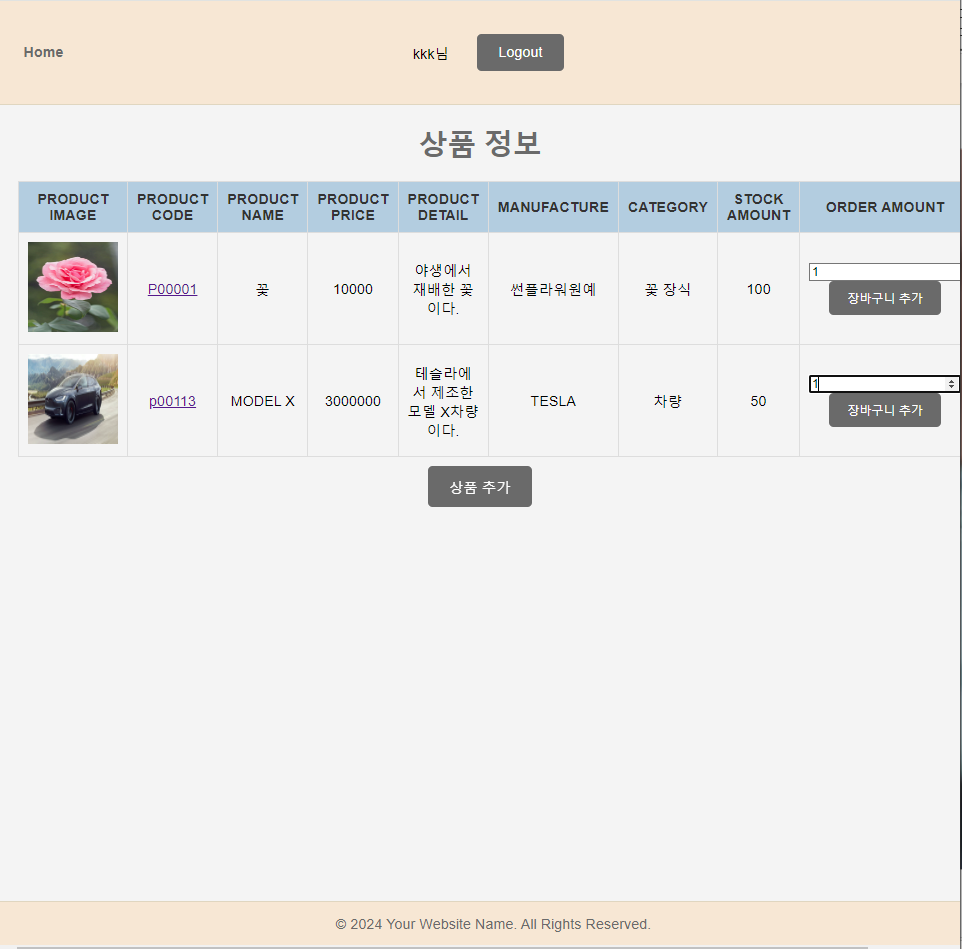 Home
kkk님
Logout
상품 정보
PRODUCT IMAGE
PRODUCT CODE
PRODUCT NAME
PRODUCT PRICE
PRODUCT DETAIL
MANUFACTURE
CATEGORY
STOCK AMOUNT
ORDER AMOUNT
P00001
꽃
10000
야생에서
재배한 꽃
이다.
썬플라워원예
꽃 장식
100
1
장바구니 추가
p00113
MODEL X
3000000
테슬라에
서 제조한
모델 X차량
이다.
TESLA
차량
50
1
장바구니 추가
상품 추가
© 2024 Your Website Name. All Rights Reserved.